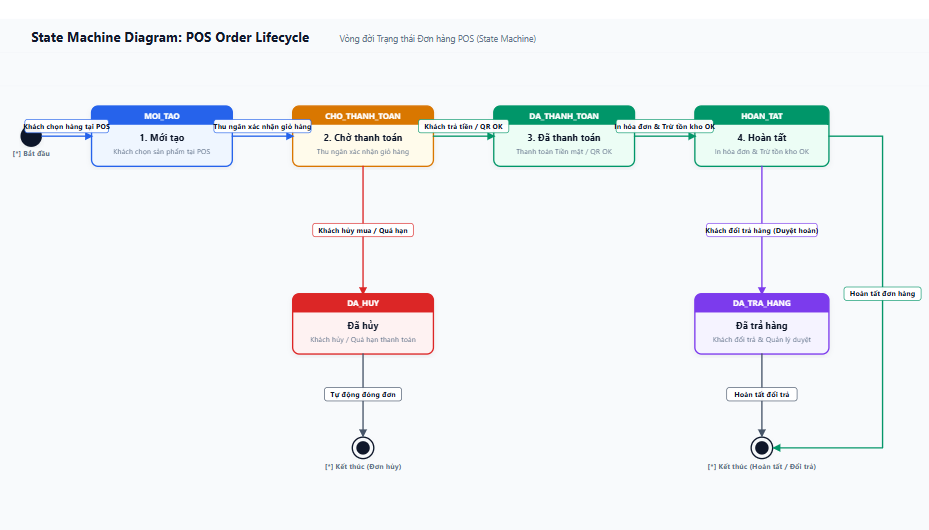 State Machine Diagram: POS Order Lifecycle
Vòng đời Trạng thái Đơn hàng POS (State Machine)
Khách chọn hàng tại POS
[*] Bắt đầu
MOI_TAO
1. Mới tạo
Khách chọn sản phẩm tại POS
Thu ngân xác nhận giỏ hàng
CHO_THANH_TOAN
2. Chờ thanh toán
Thu ngân xác nhận giỏ hàng
Khách trả tiền / QR OK
DA_THANH_TOAN
3. Đã thanh toán
Thanh toán Tiền mặt / QR OK
In hóa đơn & Trừ tồn kho OK
HOAN_TAT
4. Hoàn tất
In hóa đơn & Trừ tồn kho OK
Khách hủy mua / Quá hạn
Khách đổi trả hàng (Duyệt hoàn)
Hoàn tất đơn hàng
DA_HUY
Đã hủy
Khách hủy / Quá hạn thanh toán
DA_TRA_HANG
Đã trả hàng
Khách đổi trả & Quản lý duyệt
Tự động đóng đơn
Hoàn tất đổi trả
[*] Kết thúc (Đơn hủy)
[*] Kết thúc (Hoàn tất / Đổi trả)